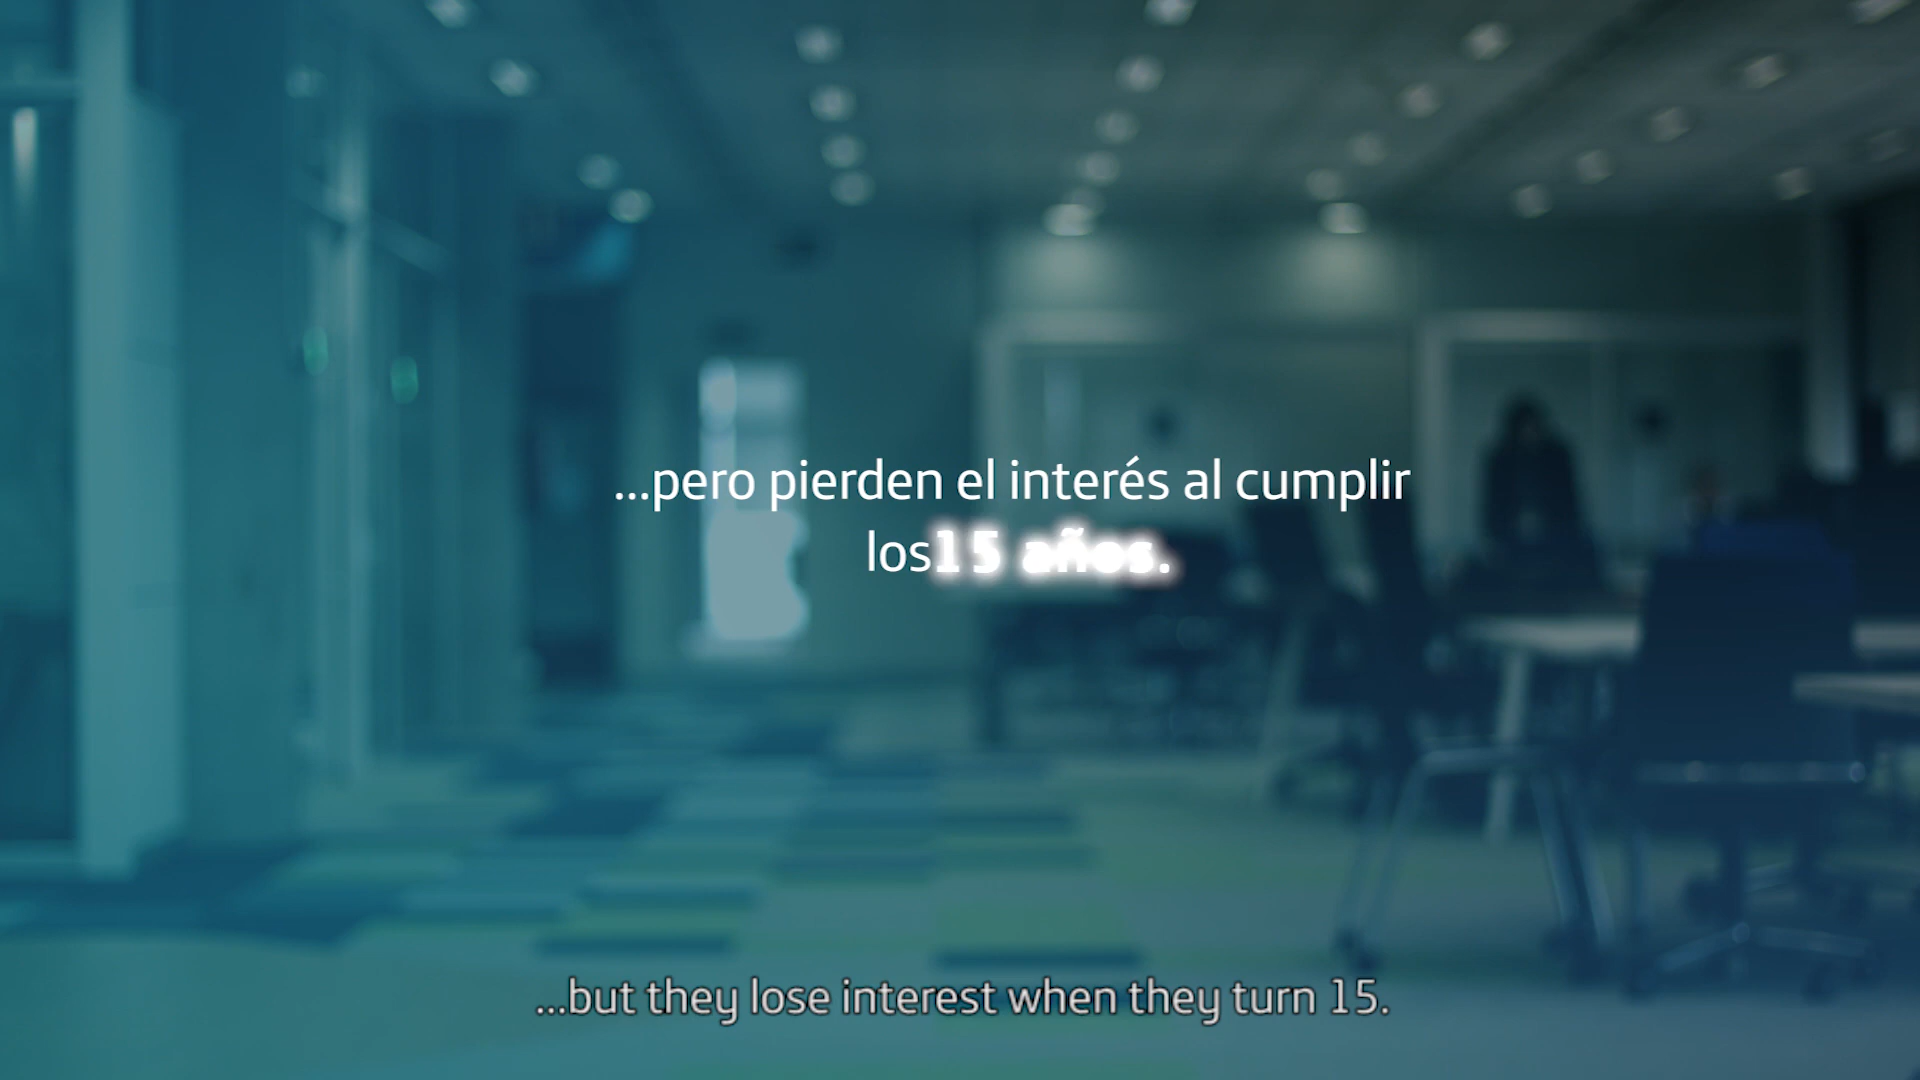 ...pero pierden el interés al cumplir
los 15 años.
...but they lose interest when they turn 15.